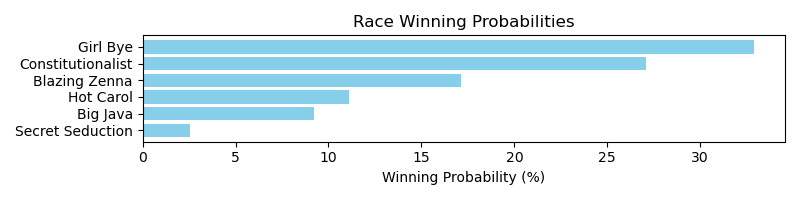 Race Winning Probabilities
Girl Bye
Constitutionalist
Blazing Zenna
Hot Carol
Big Java
Secret Seduction
0 5 10 15 20 25 30
Winning Probability (%)